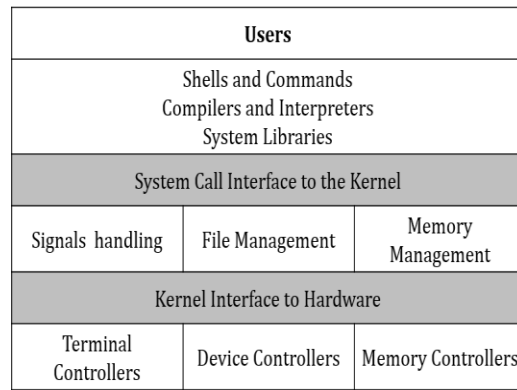 Users
Shells and Commands
Compilers and Interpreters
System Libraries
System Call Interface to the Kernel
Signals handling
File Management
Memory
Management
Kernel Interface to Hardware
Terminal
Controllers
Device Controllers
Memory Controllers